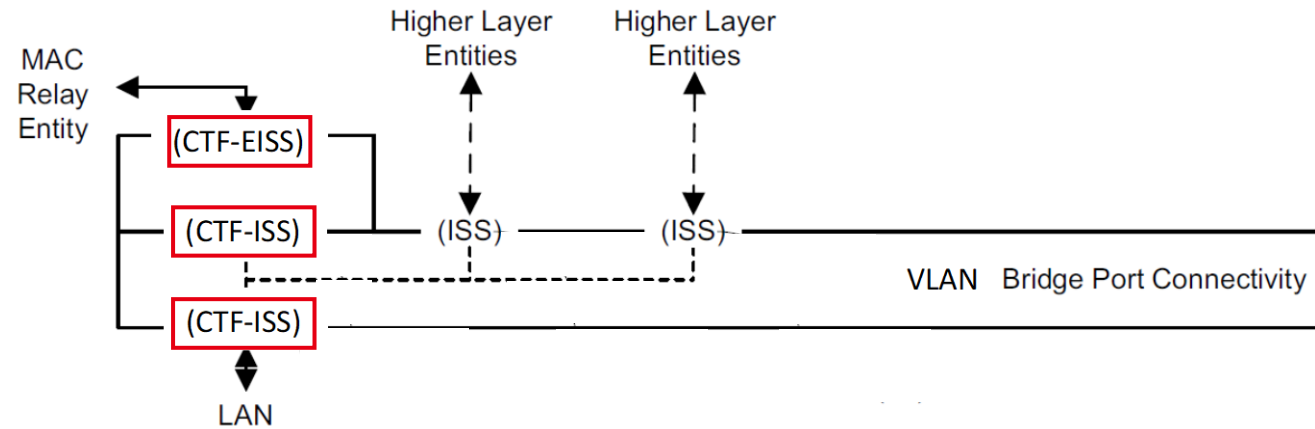 Higher Layer
Entities
Higher Layer
Entities
MAC
Relay
Entity
(CTF-EISS)
(CTF-ISS)
(ISS)
(ISS)
VLAN Bridge Port Connectivity
(CTF-ISS)
LAN